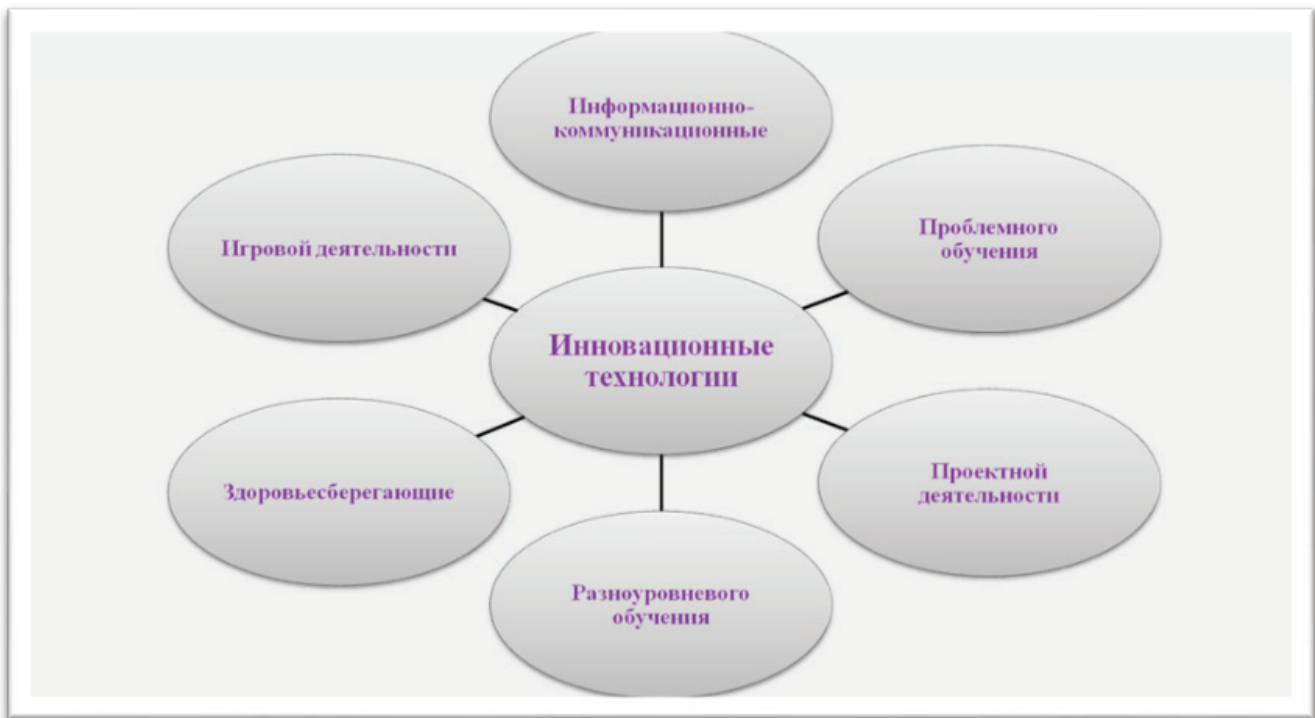 Информационно-
коммуникационные
Проблемного
обучения
Игровой деятельности
Инновационные
технологии
Проектной
деятельности
Здоровьесберегающие
Разноуровневого
обучения